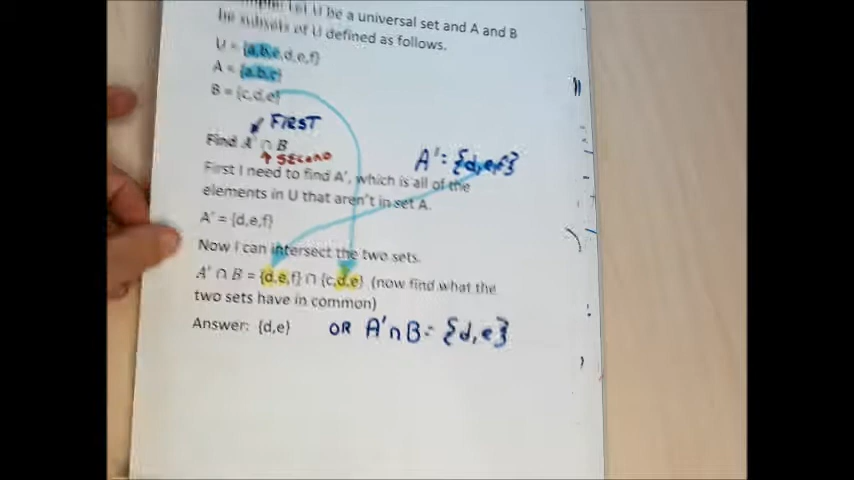 Let U be a universal set and A and B
be subsets of U defined as follows.
U = {a,b,c,d,e,f}
A = {a,b,c}
B = {c,d,e}
FIRST
Find A' ∩ B
SECOND
A' = {d,e,f}
First I need to find A', which is all of the
elements in U that aren't in set A.
A' = {d,e,f}
Now I can intersect the two sets.
A' ∩ B = {d,e,f} ∩ {c,d,e} (now find what the
two sets have in common)
Answer: {d,e} OR A' ∩ B = {d,e}